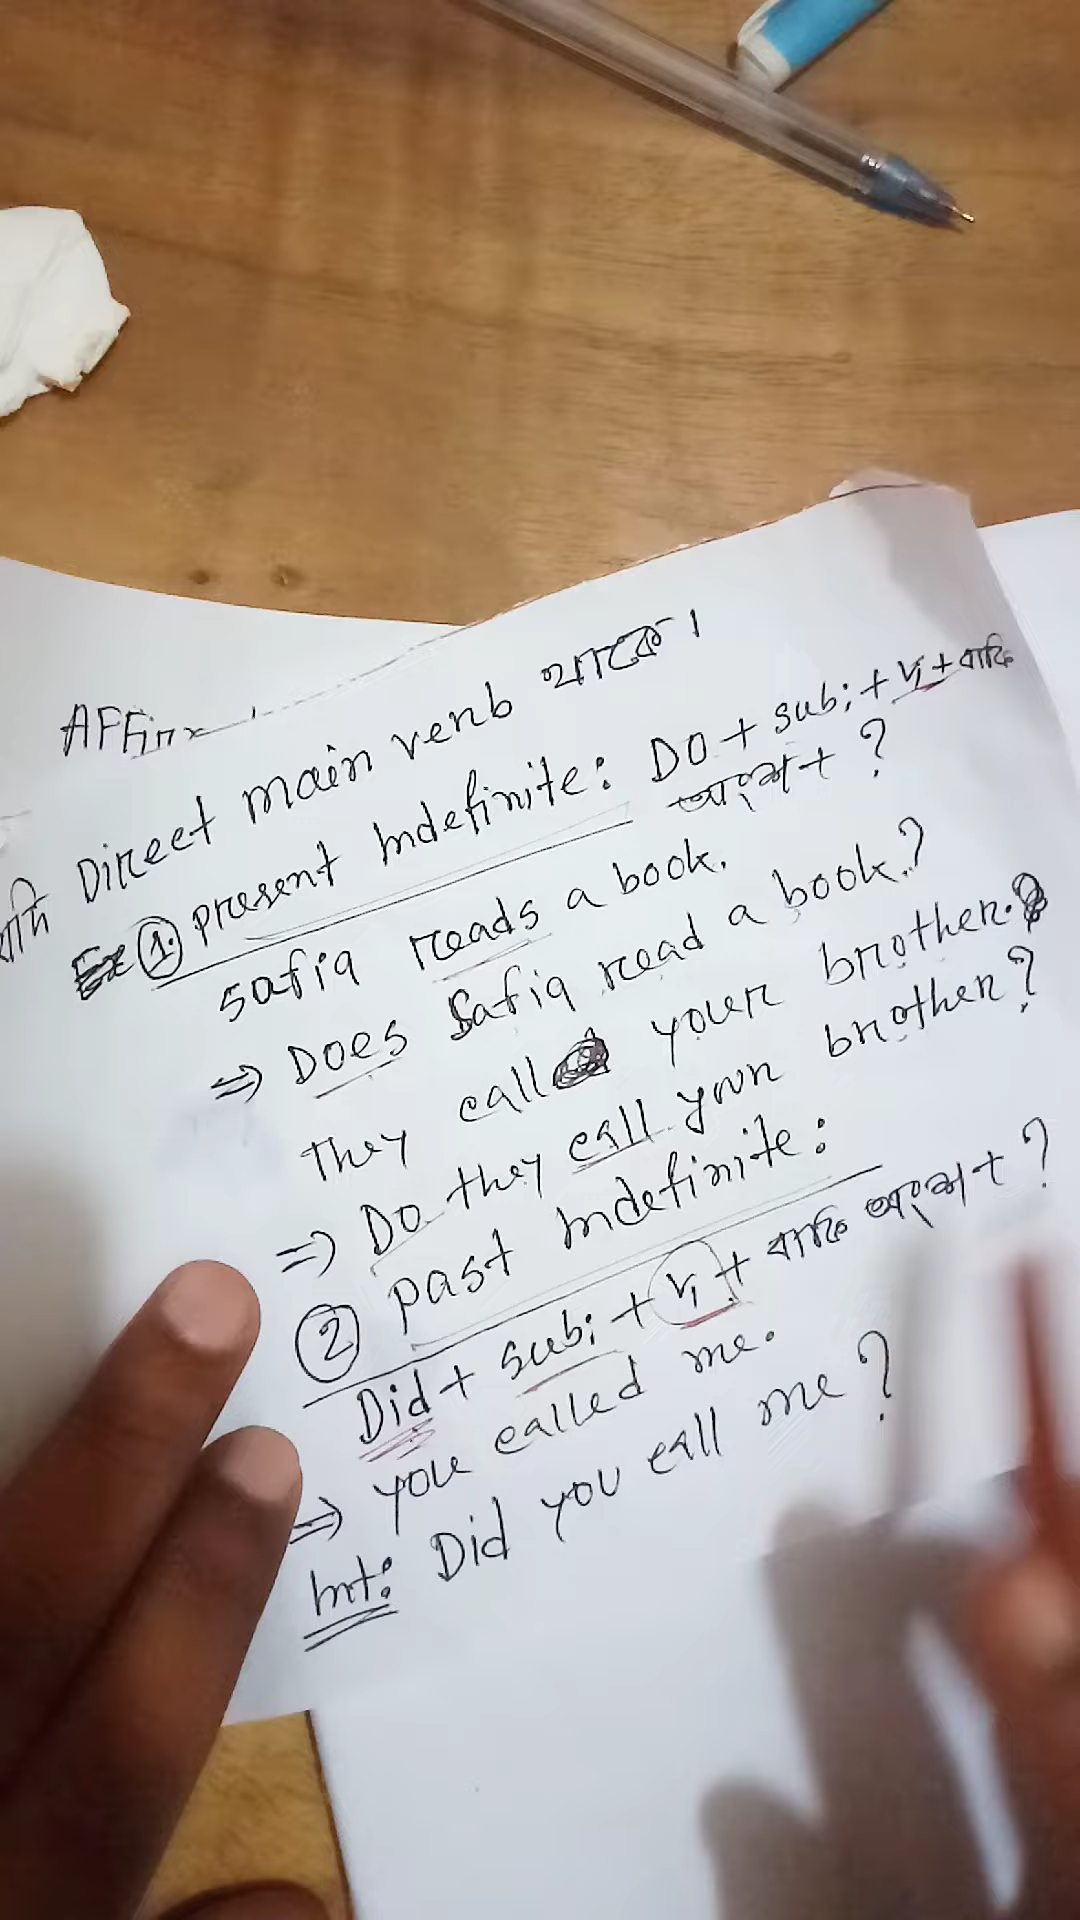 Direct main verb থাকে।
Ex ① present Indefinite: DO + sub: + V1 + বাকি
অংশ + ?
Safiq reads a book.
⇒ Does Safiq read a book?
They call your brother.
⇒ Do they call your brother?
② past Indefinite:
Did + sub: + V1 + বাকি অংশ + ?
⇒ you called me.
Int: Did you call me ?